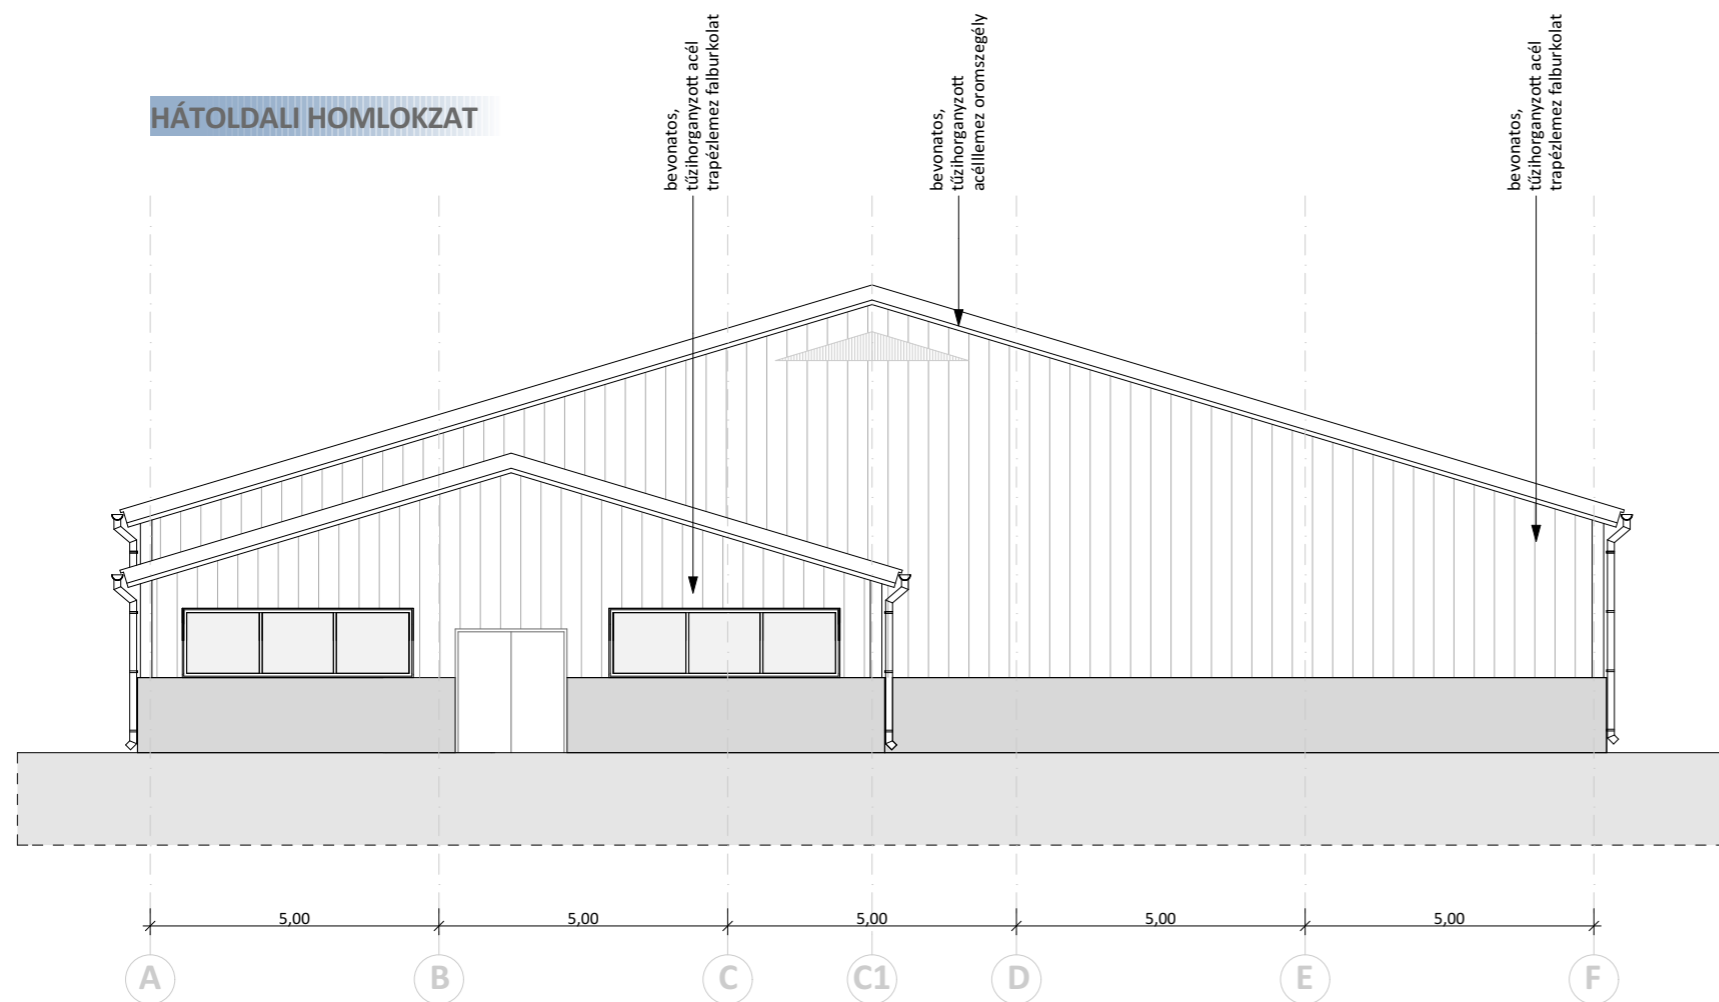 HÁTOLDALI HOMLOKZAT
bevonatos,
tűzihorganyzott acél
trapézlemez falburkolat
bevonatos,
tűzihorganyzott
acélllemez oromszegély
bevonatos,
tűzihorganyzott acél
trapézlemez falburkolat
5,00 5,00 5,00 5,00 5,00
A B C C1 D E F